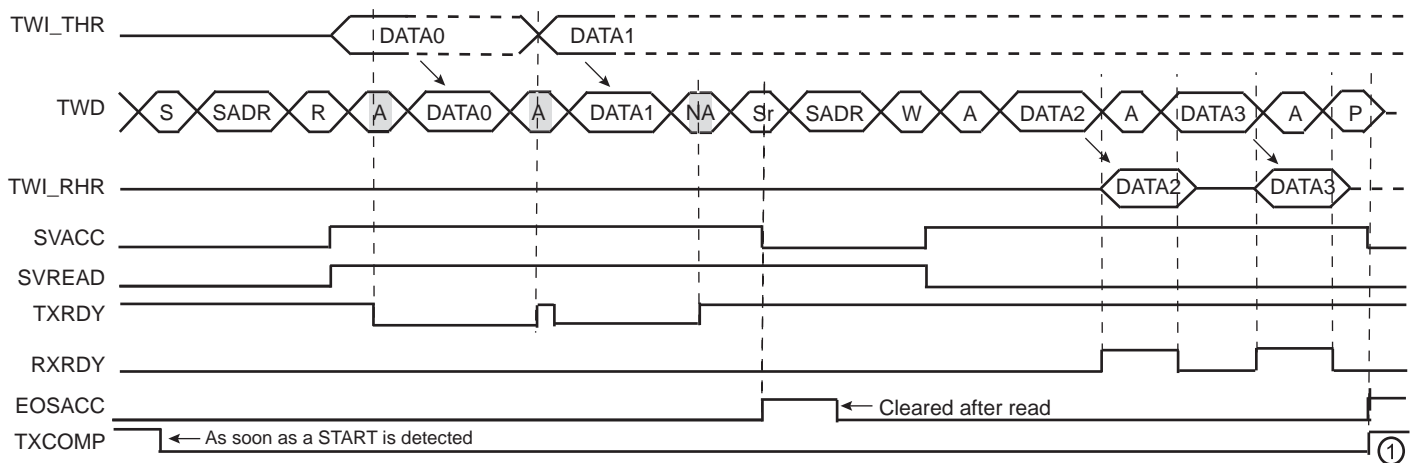 TWI_THR DATA0 DATA1
TWD S SADR R A DATA0 A DATA1 NA Sr SADR W A DATA2 A DATA3 A P
TWI_RHR DATA2 DATA3
SVACC
SVREAD
TXRDY
RXRDY
EOSACC Cleared after read
TXCOMP As soon as a START is detected 1